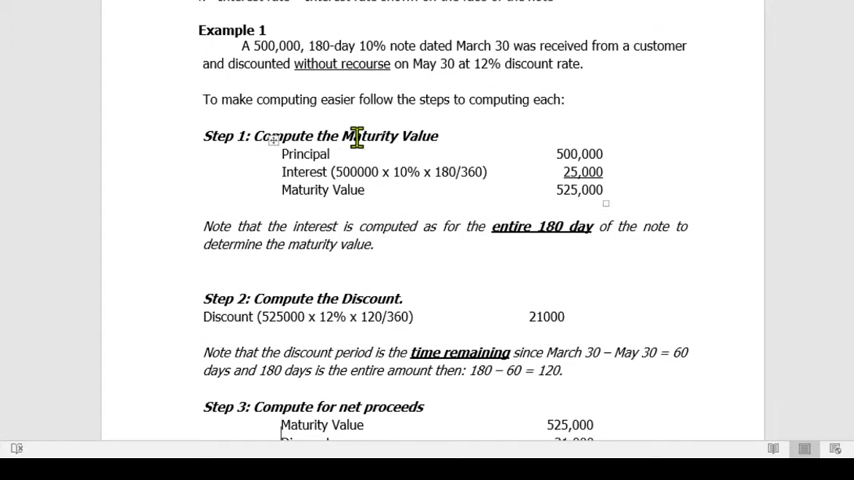 Example 1
A 500,000, 180-day 10% note dated March 30 was received from a customer
and discounted without recourse on May 30 at 12% discount rate.
To make computing easier follow the steps to computing each:
Step 1: Compute the Maturity Value
Principal 500,000
Interest (500000 x 10% x 180/360) 25,000
Maturity Value 525,000
Note that the interest is computed as for the entire 180 day of the note to
determine the maturity value.
Step 2: Compute the Discount.
Discount (525000 x 12% x 120/360) 21000
Note that the discount period is the time remaining since March 30 – May 30 = 60
days and 180 days is the entire amount then: 180 – 60 = 120.
Step 3: Compute for net proceeds
Maturity Value 525,000